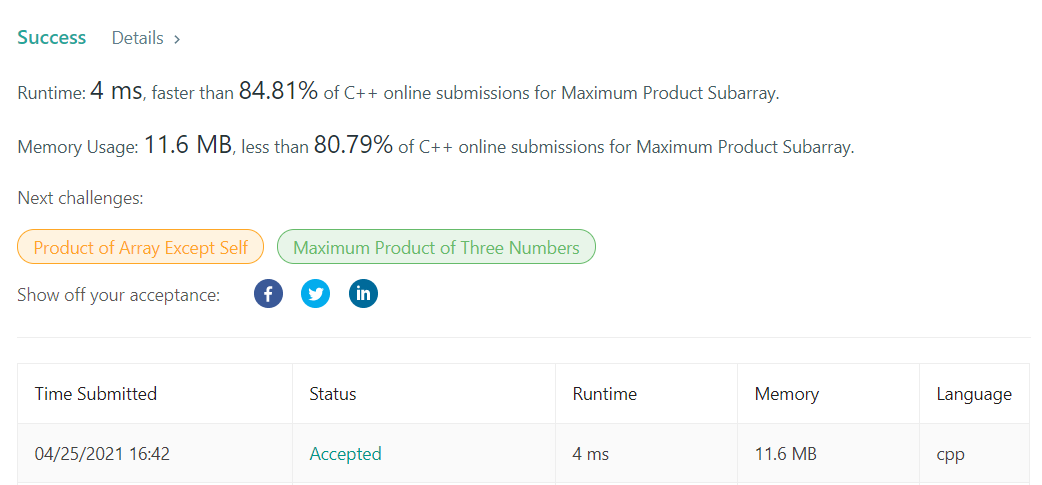 Success Details >
Runtime: 4 ms, faster than 84.81% of C++ online submissions for Maximum Product Subarray.
Memory Usage: 11.6 MB, less than 80.79% of C++ online submissions for Maximum Product Subarray.
Next challenges:
Product of Array Except Self Maximum Product of Three Numbers
Show off your acceptance: f in
Time Submitted Status Runtime Memory Language
04/25/2021 16:42 Accepted 4 ms 11.6 MB cpp